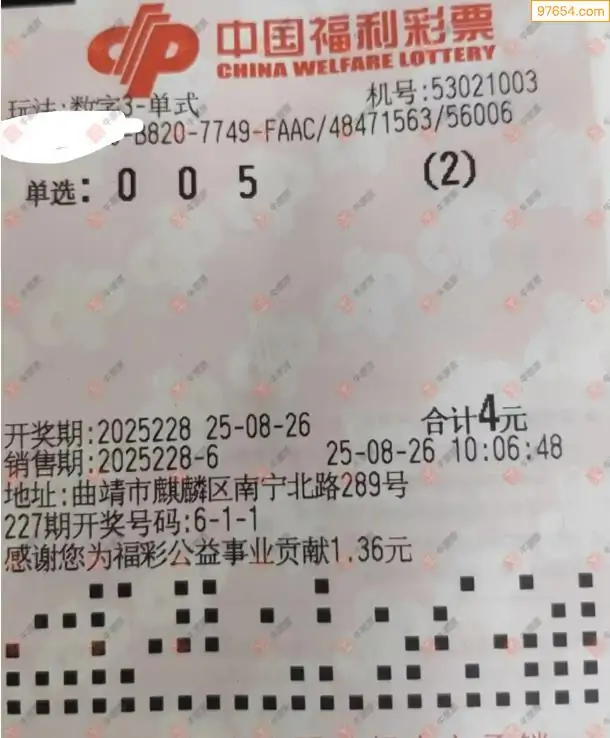 97654.com
中国福利彩票
CHINA WELFARE LOTTERY
玩法:数字3-单式 机号:53021003
-B820-7749-FAAC/48471563/56006
单选: 0 0 5 (2)
开奖期:2025228 25-08-26 合计4元
销售期:2025228-6 25-08-26 10:06:48
地址:曲靖市麒麟区南宁北路289号
227期开奖号码:6-1-1
感谢您为福彩公益事业贡献1.36元